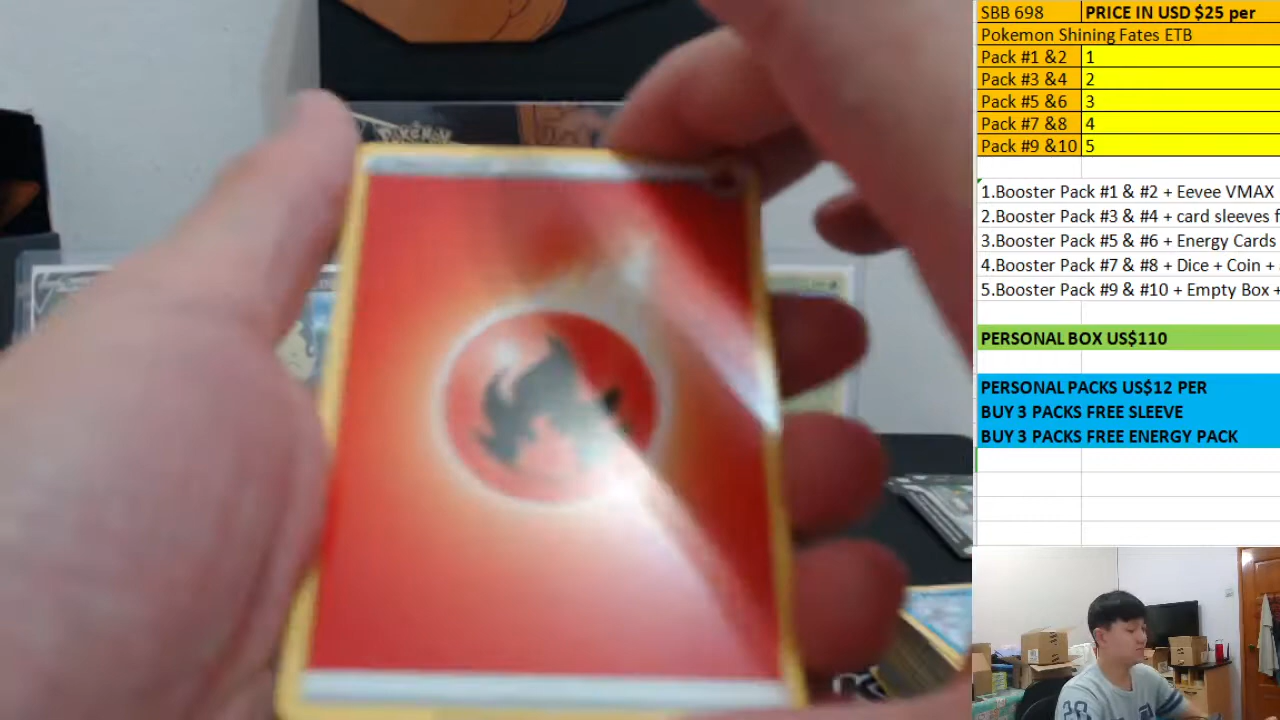 SBB 698 PRICE IN USD $25 per
Pokemon Shining Fates ETB
Pack #1 &2 1
Pack #3 &4 2
Pack #5 &6 3
Pack #7 &8 4
Pack #9 &10 5
1.Booster Pack #1 & #2 + Eevee VMAX
2.Booster Pack #3 & #4 + card sleeves f
3.Booster Pack #5 & #6 + Energy Cards
4.Booster Pack #7 & #8 + Dice + Coin +
5.Booster Pack #9 & #10 + Empty Box +
PERSONAL BOX US$110
PERSONAL PACKS US$12 PER
BUY 3 PACKS FREE SLEEVE
BUY 3 PACKS FREE ENERGY PACK
Pokémon